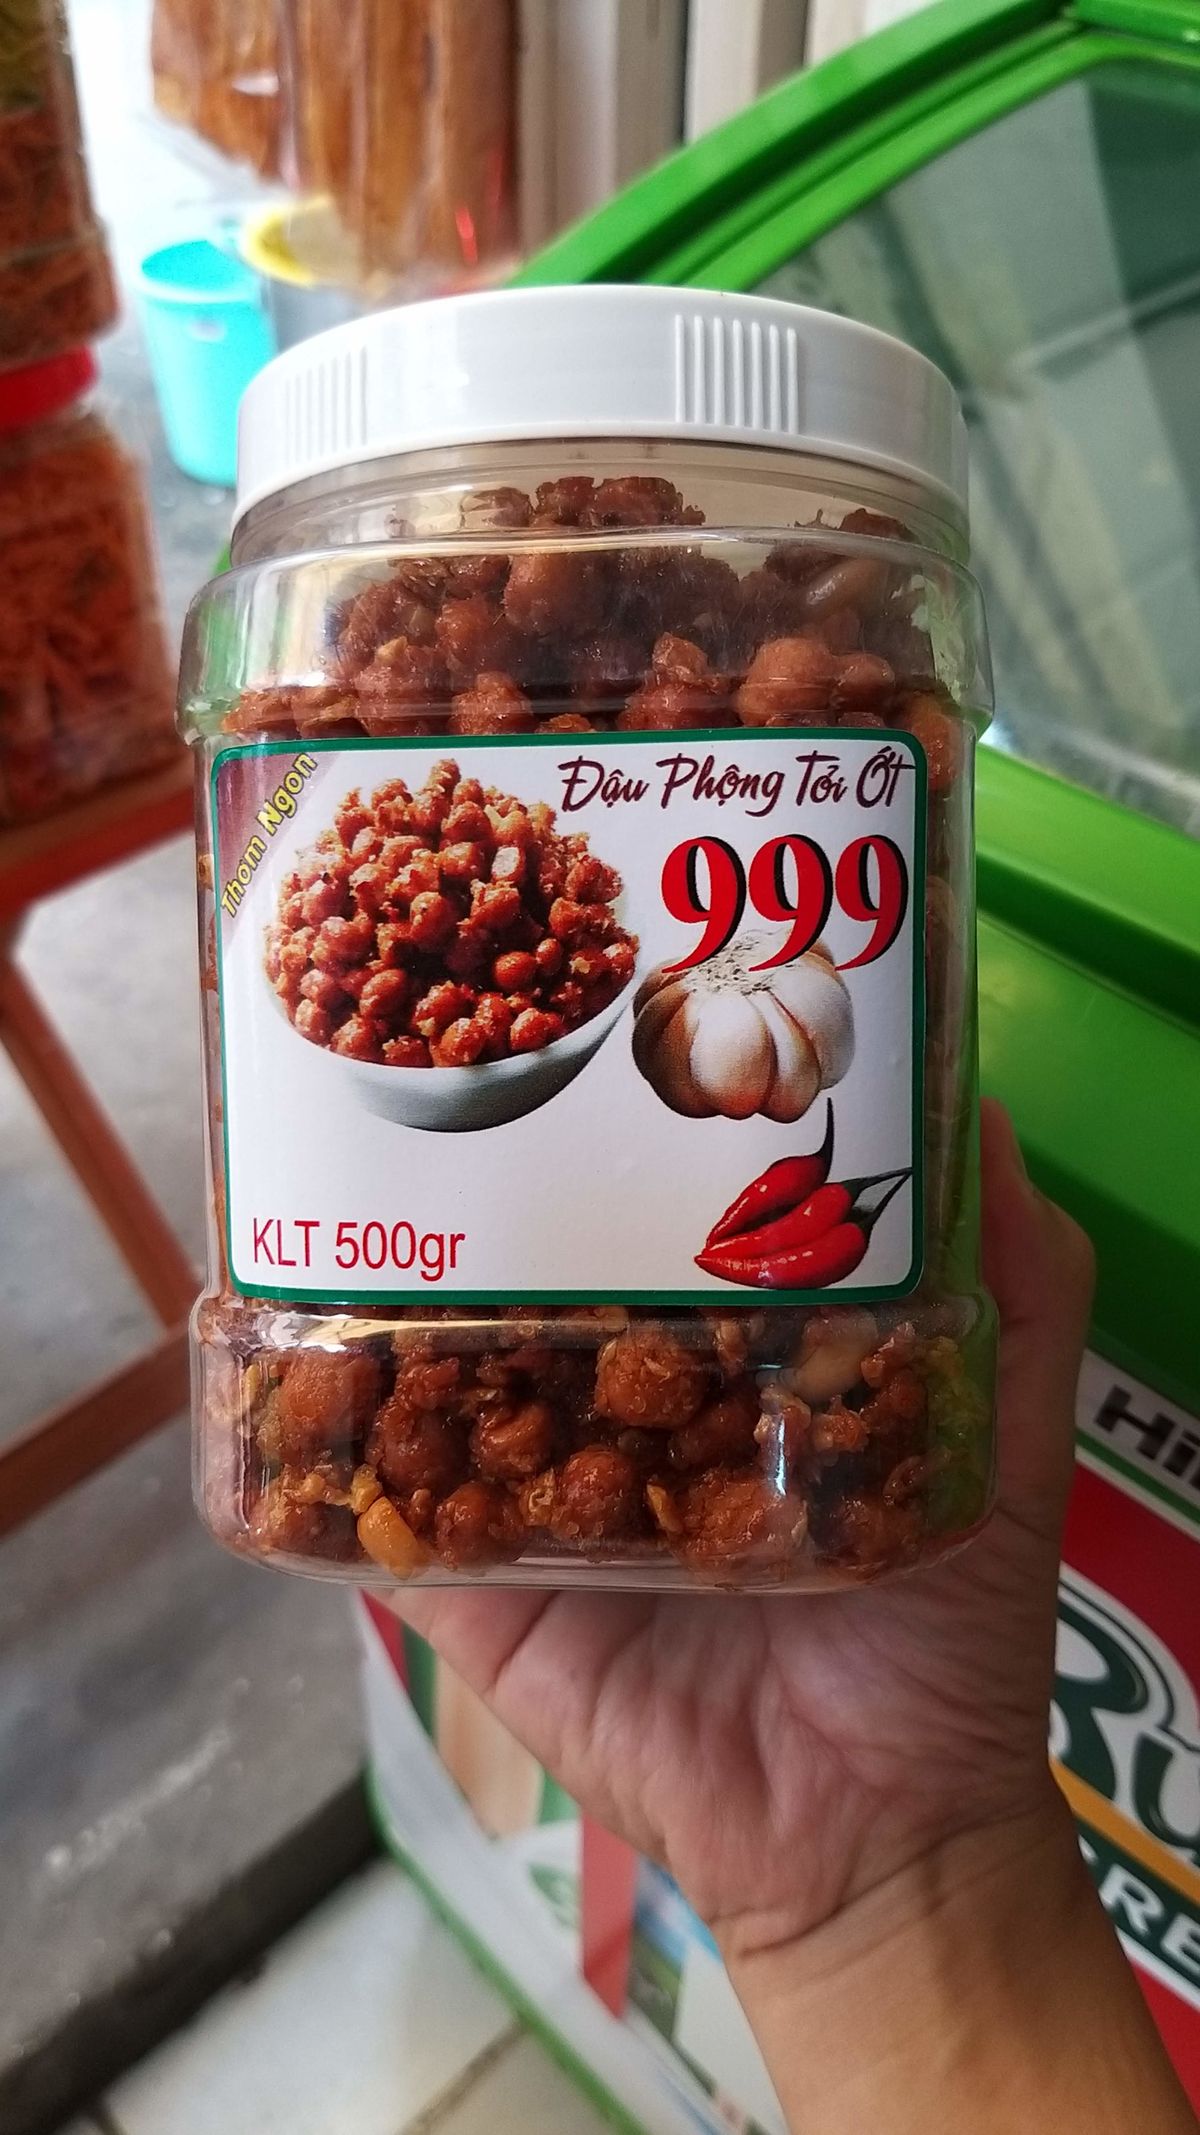 Thơm Ngon
Đậu Phộng Tỏi Ớt
999
KLT 500gr